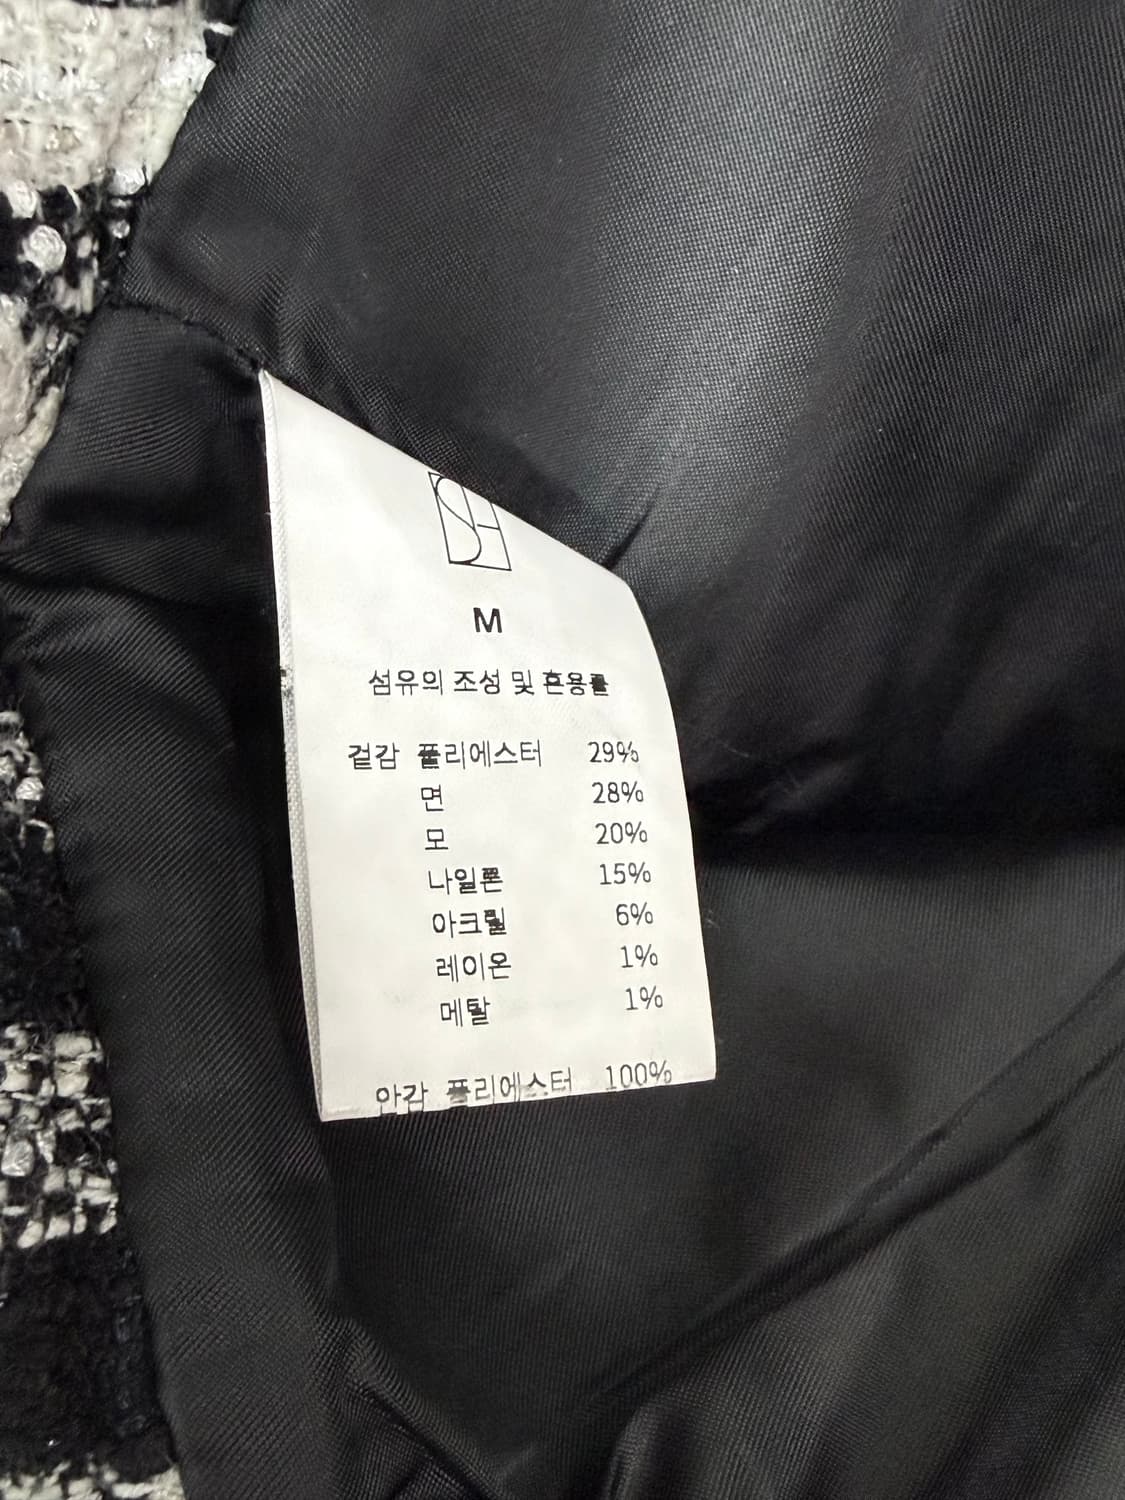 SH
M
섬유의 조성 및 혼용률
겉감 폴리에스터 29%
면 28%
모 20%
나일론 15%
아크릴 6%
레이온 1%
메탈 1%
안감 폴리에스터 100%